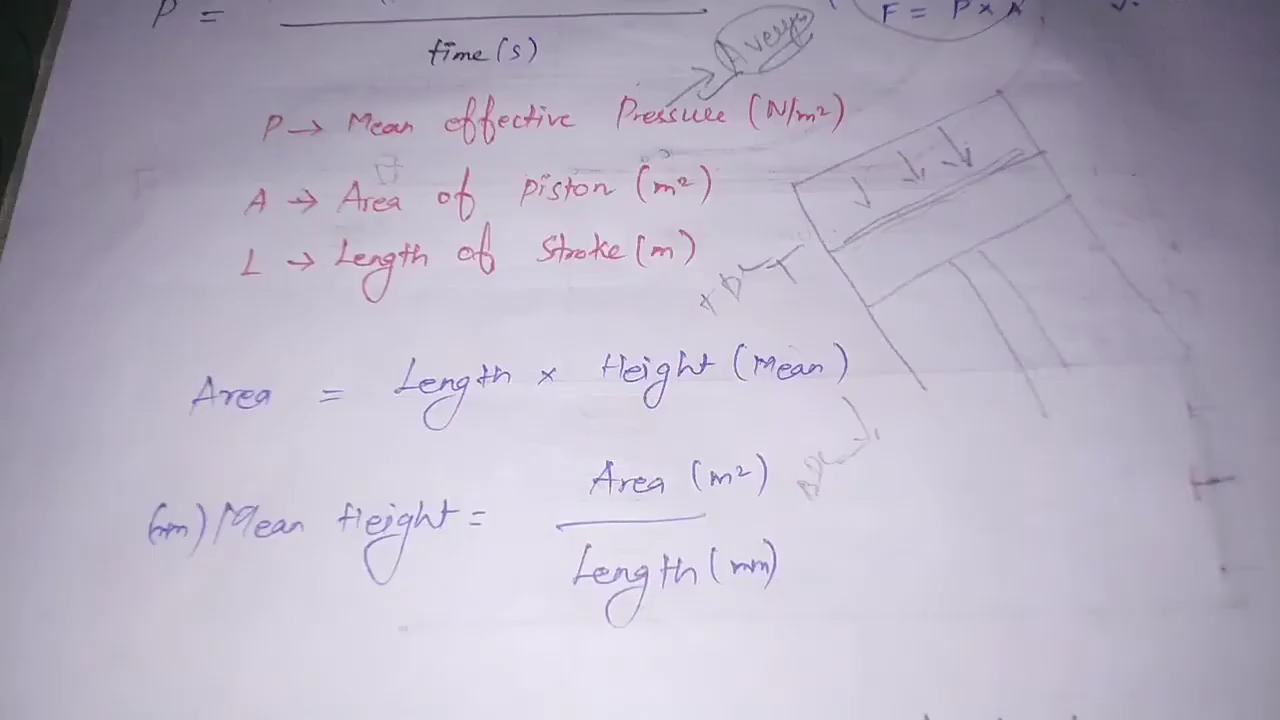 P =
F = P x A
time (s)
P → Mean effective Pressure (N/m²)
A → Area of piston (m²)
L → Length of Stroke (m)
Area = Length x Height (Mean)
Area (m²)
(mm) Mean Height =
Length (mm)